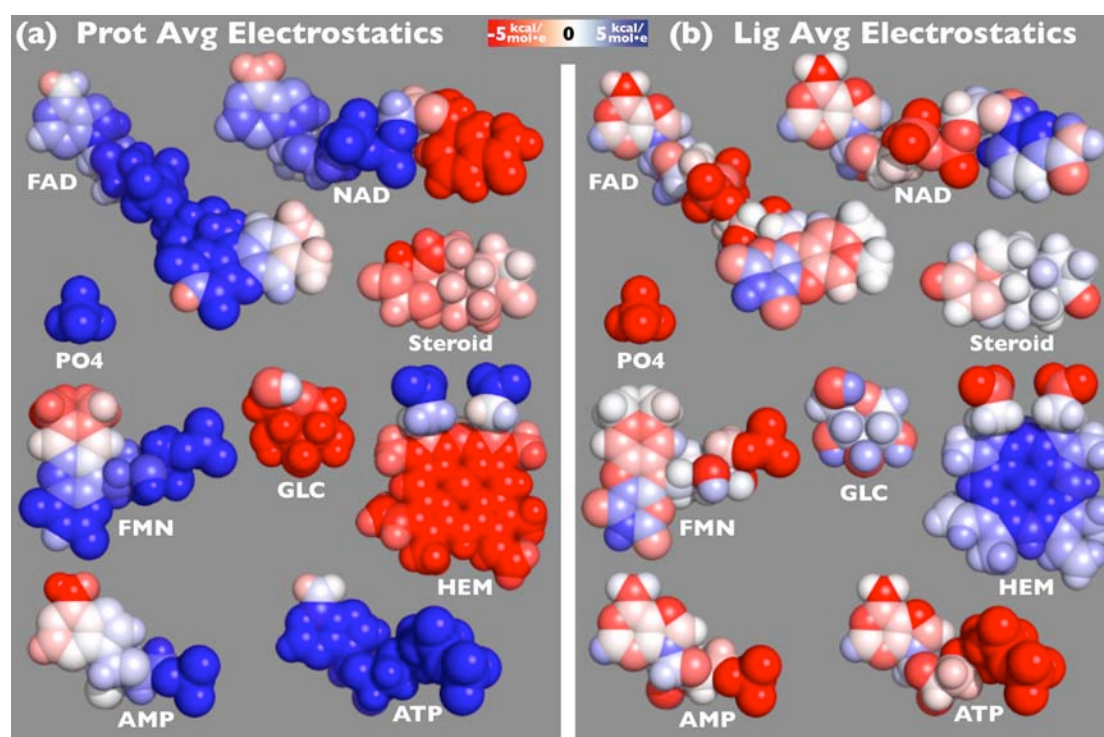 (a) Prot Avg Electrostatics
-5 kcal/mol•e 0 5 kcal/mol•e
(b) Lig Avg Electrostatics
FAD
NAD
PO4
Steroid
FMN
GLC
HEM
AMP
ATP
FAD
NAD
PO4
Steroid
FMN
GLC
HEM
AMP
ATP